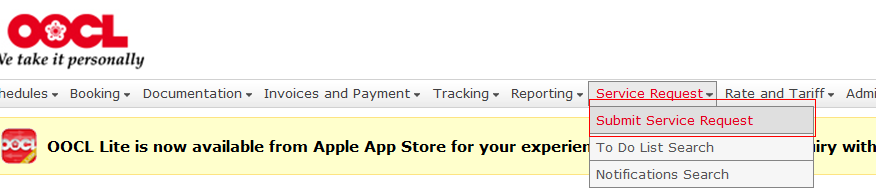 OOCL
We take it personally
hedules Booking Documentation Invoices and Payment Tracking Reporting Service Request Rate and Tariff Admi
Submit Service Request
OOCL
OOCL Lite is now available from Apple App Store for your experien iry with
To Do List Search
Notifications Search